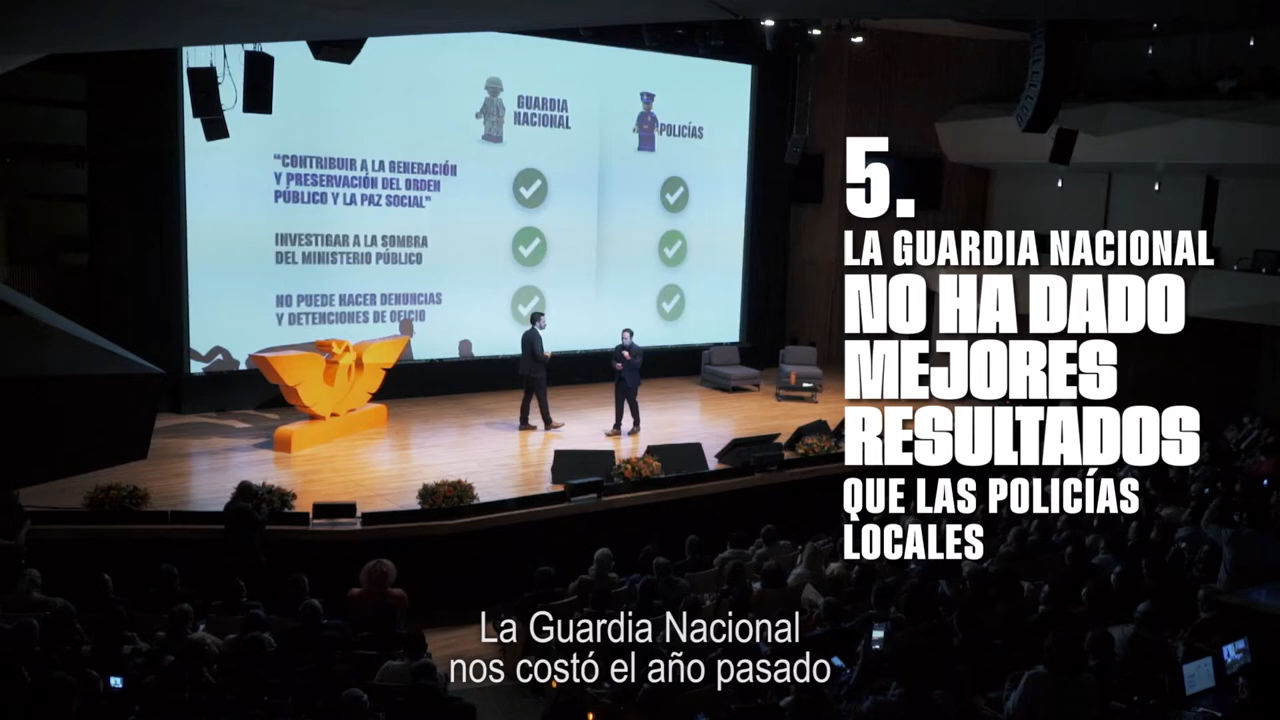 GUARDIA
NACIONAL
POLICÍAS
"CONTRIBUIR A LA GENERACIÓN
Y PRESERVACIÓN DEL ORDEN
PÚBLICO Y LA PAZ SOCIAL"
INVESTIGAR A LA SOMBRA
DEL MINISTERIO PÚBLICO
NO PUEDE HACER DENUNCIAS
Y DETENCIONES DE OFICIO
5.
LA GUARDIA NACIONAL
NO HA DADO
MEJORES
RESULTADOS
QUE LAS POLICÍAS
LOCALES
La Guardia Nacional
nos costó el año pasado